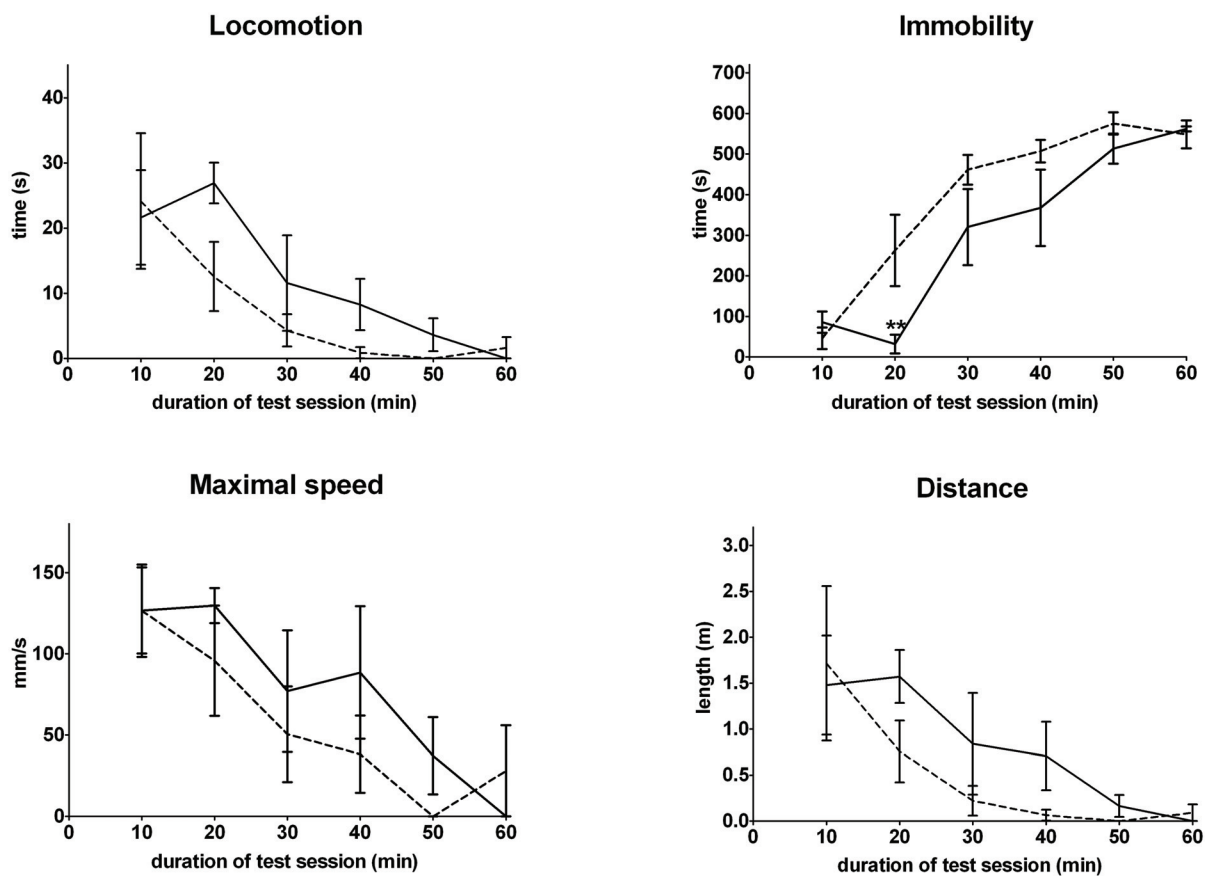 Locomotion
40
30
20
10
0
time (s)
0 10 20 30 40 50 60
duration of test session (min)
Immobility
700
600
500
400
300
200
100
0
time (s)
**
0 10 20 30 40 50 60
duration of test session (min)
Maximal speed
150
100
50
0
mm/s
0 10 20 30 40 50 60
duration of test session (min)
Distance
3.0
2.5
2.0
1.5
1.0
0.5
0.0
length (m)
0 10 20 30 40 50 60
duration of test session (min)